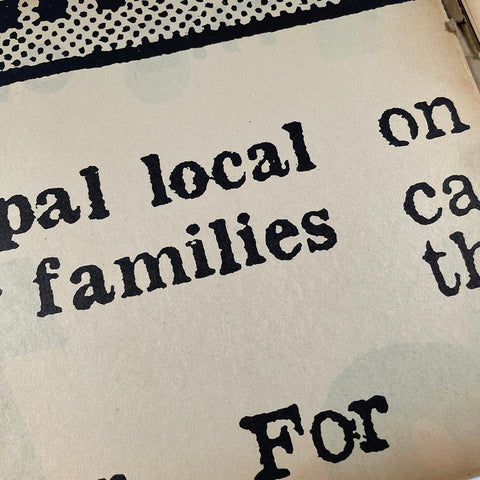 pal local on
families ca
th
For